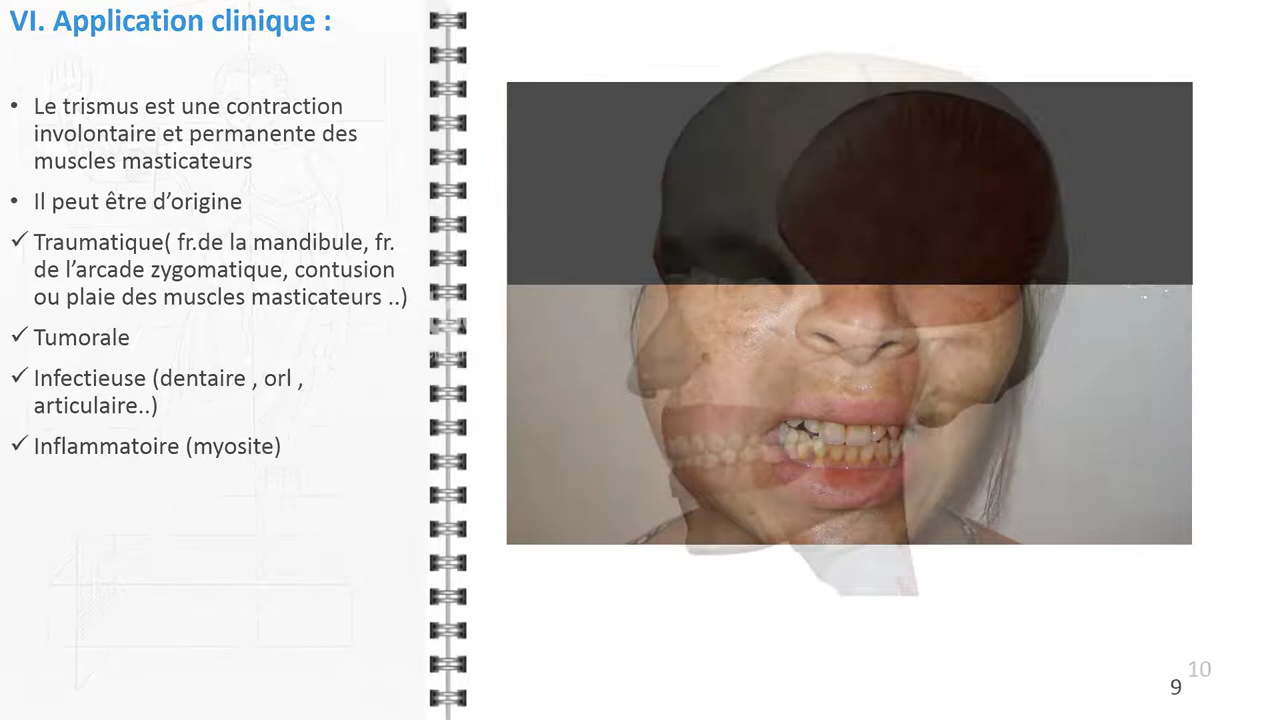 VI. Application clinique :
• Le trismus est une contraction
involontaire et permanente des
muscles masticateurs
• Il peut être d’origine
✓ Traumatique( fr.de la mandibule, fr.
de l’arcade zygomatique, contusion
ou plaie des muscles masticateurs ..)
✓ Tumorale
✓ Infectieuse (dentaire , orl ,
articulaire..)
✓ Inflammatoire (myosite)
10
9